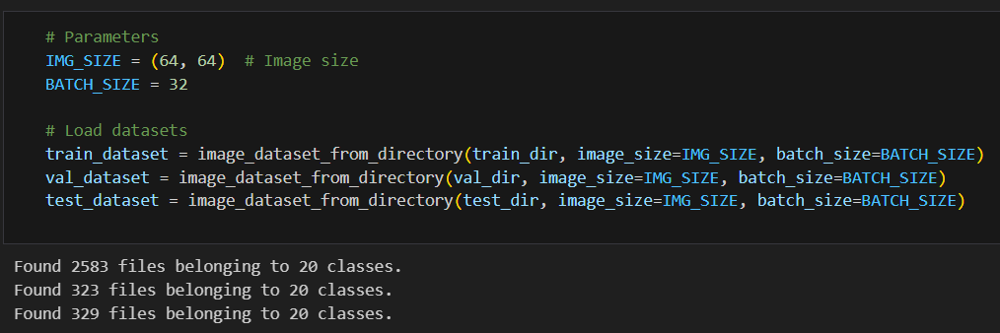 # Parameters
IMG_SIZE = (64, 64)  # Image size
BATCH_SIZE = 32
# Load datasets
train_dataset = image_dataset_from_directory(train_dir, image_size=IMG_SIZE, batch_size=BATCH_SIZE)
val_dataset = image_dataset_from_directory(val_dir, image_size=IMG_SIZE, batch_size=BATCH_SIZE)
test_dataset = image_dataset_from_directory(test_dir, image_size=IMG_SIZE, batch_size=BATCH_SIZE)
Found 2583 files belonging to 20 classes.
Found 323 files belonging to 20 classes.
Found 329 files belonging to 20 classes.